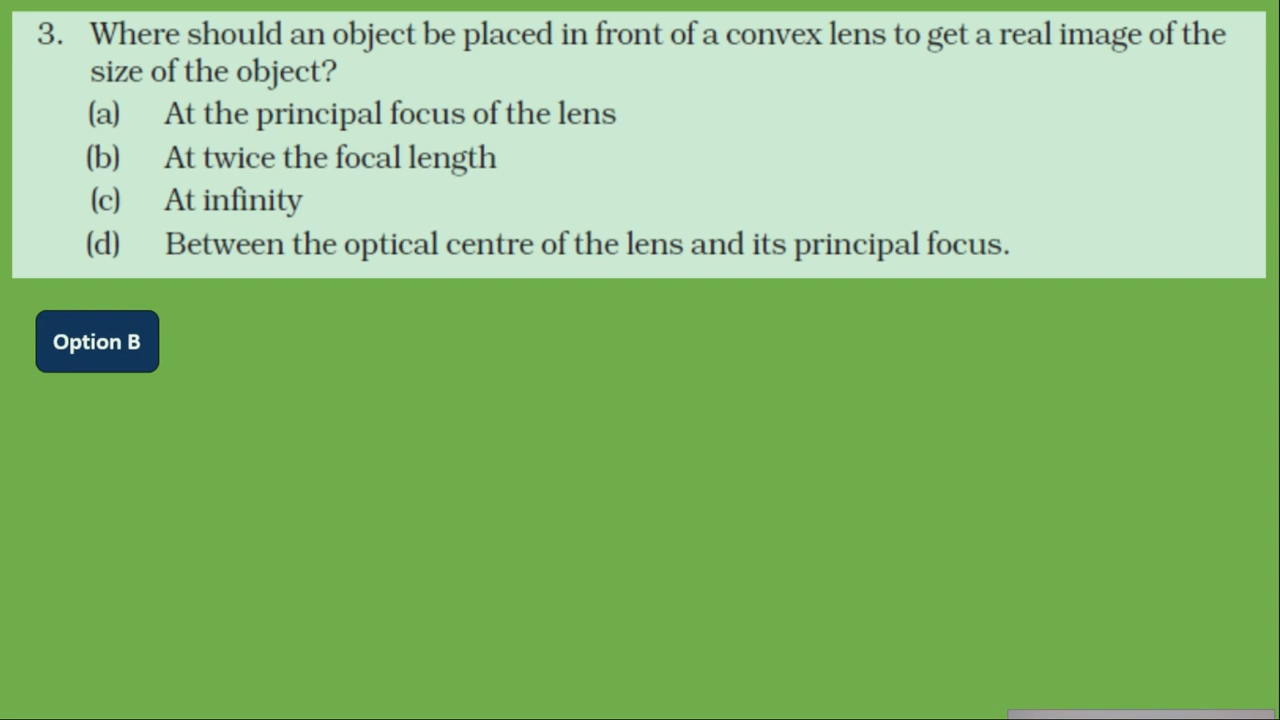 3. Where should an object be placed in front of a convex lens to get a real image of the
size of the object?
(a) At the principal focus of the lens
(b) At twice the focal length
(c) At infinity
(d) Between the optical centre of the lens and its principal focus.
Option B